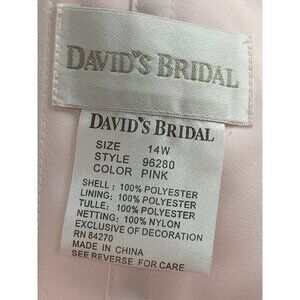 DAVID'S BRIDAL
DAVID'S BRIDAL
SIZE 14W
STYLE 96280
COLOR PINK
SHELL : 100% POLYESTER
LINING: 100% POLYESTER
TULLE: 100% POLYESTER
NETTING: 100% NYLON
EXCLUSIVE OF DECORATION
RN 84270
MADE IN CHINA
SEE REVERSE FOR CARE